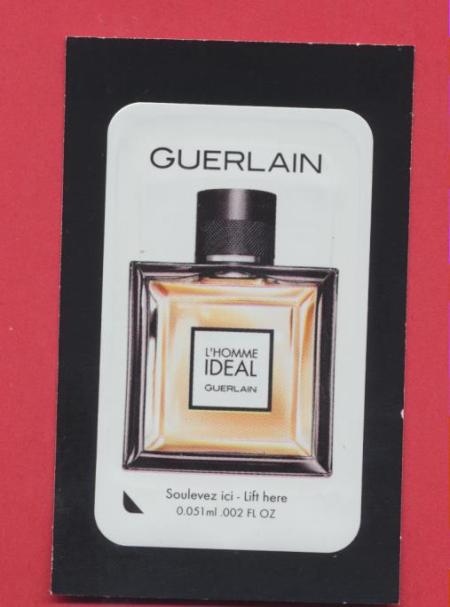 GUERLAIN
L'HOMME
IDEAL
GUERLAIN
Soulevez ici - Lift here
0.051ml .002 FL OZ